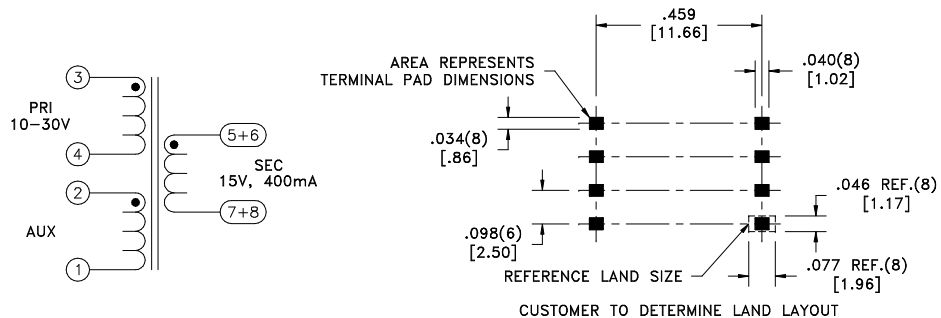 3
PRI
10-30V
4
2
AUX
1
5+6
SEC
15V, 400mA
7+8
.459
[11.66]
AREA REPRESENTS
TERMINAL PAD DIMENSIONS
.040(8)
[1.02]
.034(8)
[.86]
.046 REF.(8)
[1.17]
.098(6)
[2.50]
REFERENCE LAND SIZE
.077 REF.(8)
[1.96]
CUSTOMER TO DETERMINE LAND LAYOUT